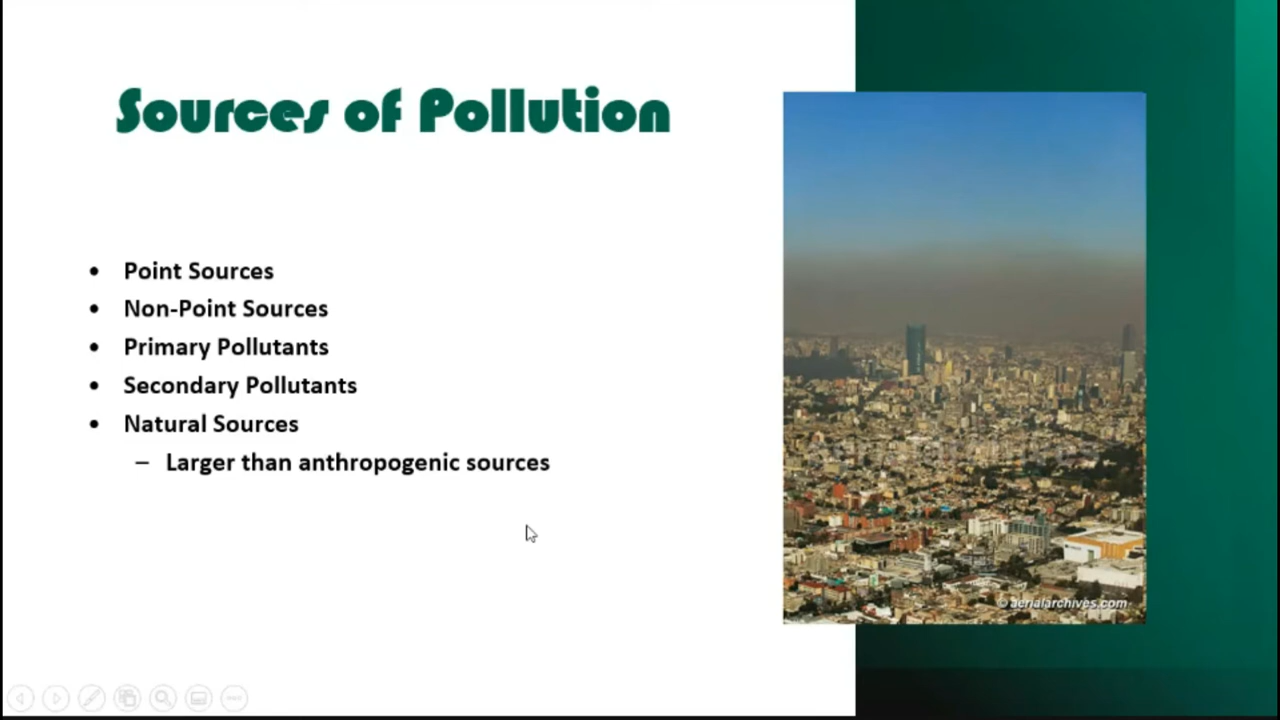 Sources of Pollution
• Point Sources
• Non-Point Sources
• Primary Pollutants
• Secondary Pollutants
• Natural Sources
– Larger than anthropogenic sources
© aerialarchives.com